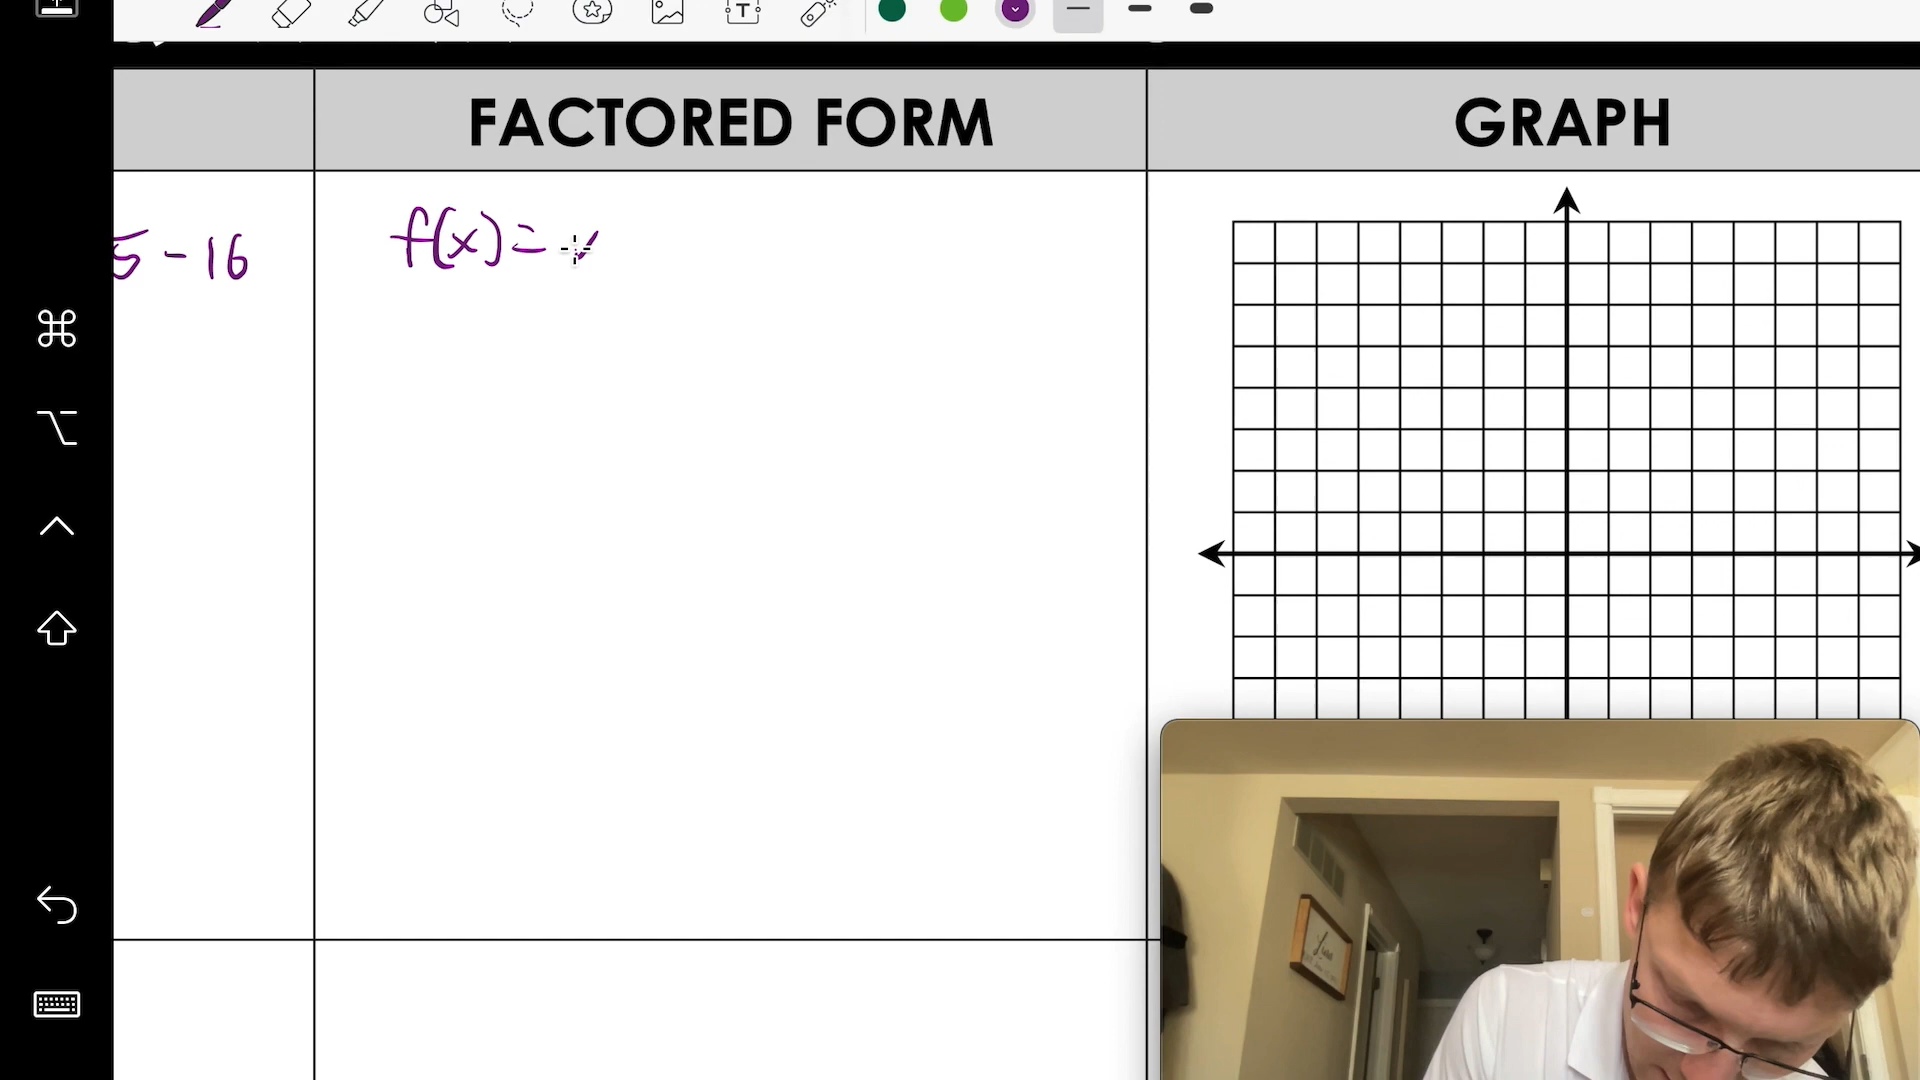 FACTORED FORM
GRAPH
5 - 16
f(x) =